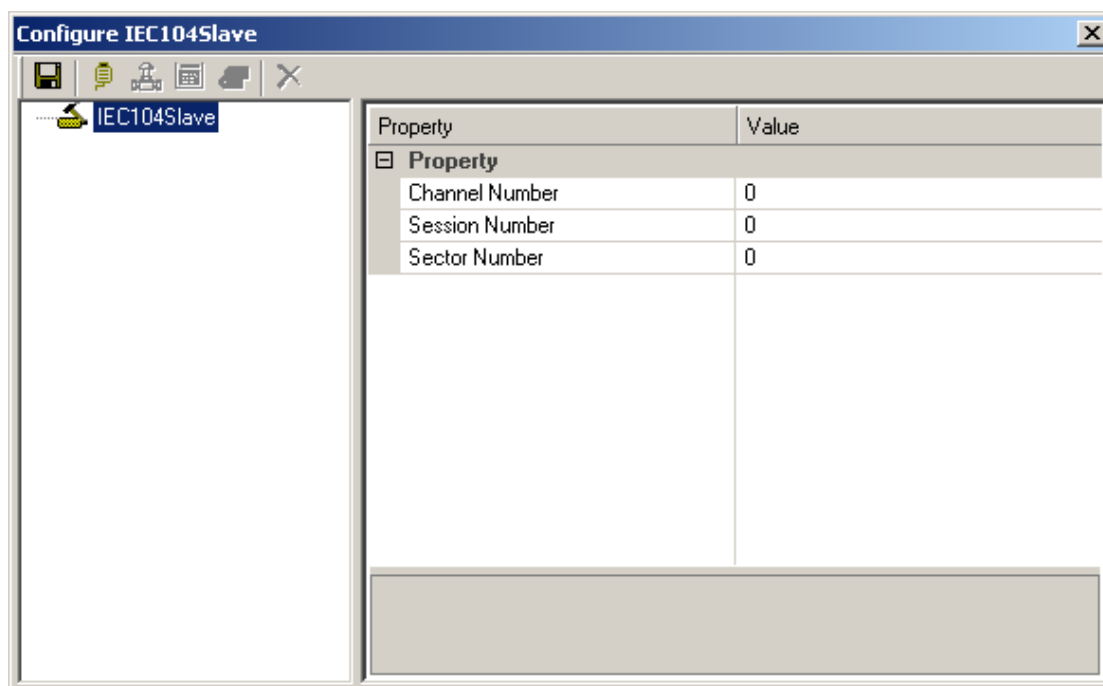 Configure IEC104Slave
IEC104Slave
Property Value
Property
Channel Number 0
Session Number 0
Sector Number 0